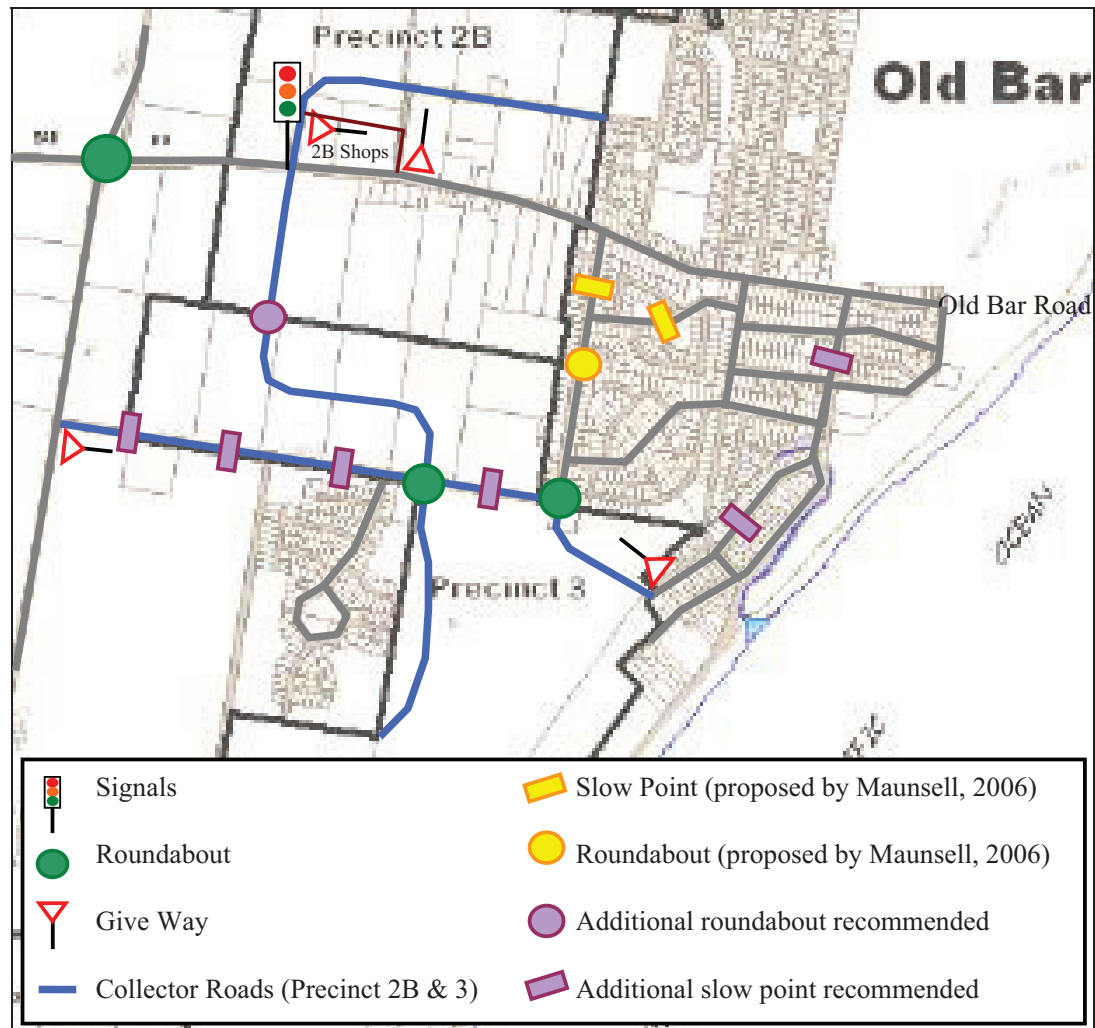 Precinct 2B
Old Bar
2B Shops
Old Bar Road
OCEAN
Precinct 3
Signals
Slow Point (proposed by Maunsell, 2006)
Roundabout
Roundabout (proposed by Maunsell, 2006)
Give Way
Additional roundabout recommended
Collector Roads (Precinct 2B & 3)
Additional slow point recommended